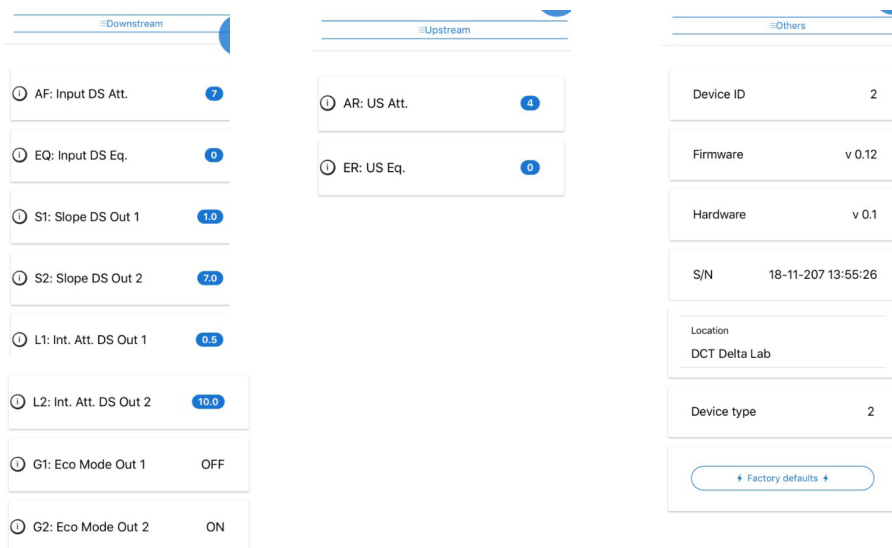 Downstream
AF: Input DS Att. 7
EQ: Input DS Eq. 0
S1: Slope DS Out 1 1.0
S2: Slope DS Out 2 7.0
L1: Int. Att. DS Out 1 0.5
L2: Int. Att. DS Out 2 10.0
G1: Eco Mode Out 1 OFF
G2: Eco Mode Out 2 ON
Upstream
AR: US Att. 4
ER: US Eq. 0
Others
Device ID 2
Firmware v 0.12
Hardware v 0.1
S/N 18-11-207 13:55:26
Location
DCT Delta Lab
Device type 2
Factory defaults